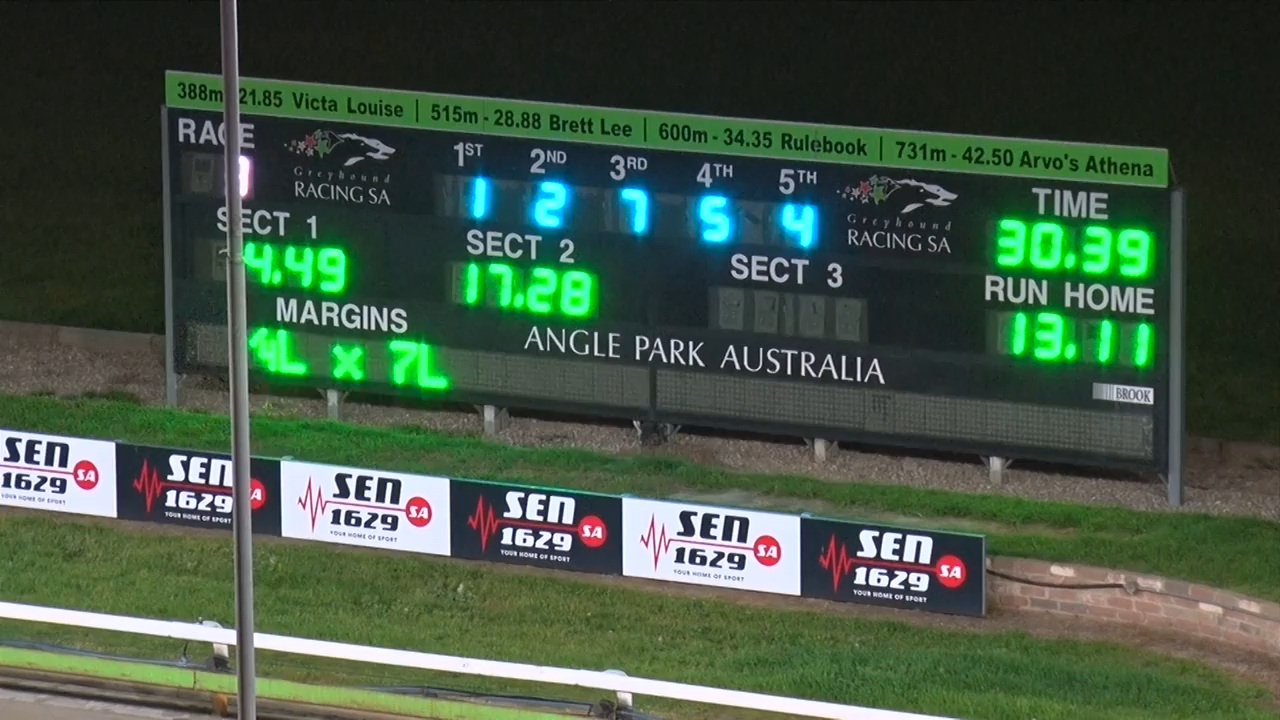 388m 21.85 Victa Louise | 515m - 28.88 Brett Lee | 600m - 34.35 Rulebook | 731m - 42.50 Arvo's Athena
RACE
Greyhound
RACING SA
1ST 2ND 3RD 4TH 5TH
1 2 7 5 4
Greyhound
RACING SA
TIME
30.39
SECT 1
4.49
SECT 2
17.28
SECT 3
RUN HOME
13.11
MARGINS
4L x 7L
ANGLE PARK AUSTRALIA
BROOK
SEN
1629 SA
YOUR HOME OF SPORT
SEN
1629 SA
YOUR HOME OF SPORT
SEN
1629 SA
YOUR HOME OF SPORT
SEN
1629 SA
YOUR HOME OF SPORT
SEN
1629 SA
YOUR HOME OF SPORT
SEN
1629 SA
YOUR HOME OF SPORT